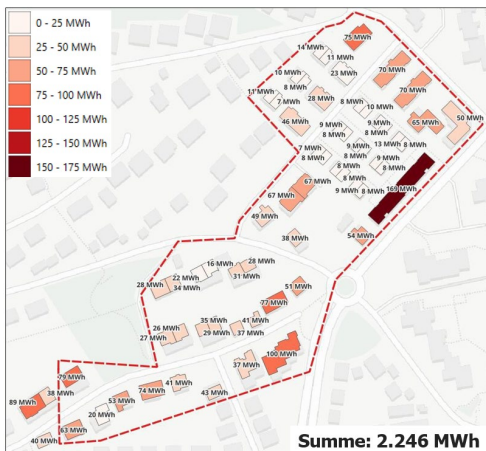 0 - 25 MWh
25 - 50 MWh
50 - 75 MWh
75 - 100 MWh
100 - 125 MWh
125 - 150 MWh
150 - 175 MWh
75 MWh
14 MWh
11 MWh
23 MWh
70 MWh
10 MWh
8 MWh
70 MWh
11 MWh
7 MWh
28 MWh
8 MWh
10 MWh
50 MWh
46 MWh
9 MWh
8 MWh
9 MWh
8 MWh
65 MWh
7 MWh
8 MWh
9 MWh
8 MWh
13 MWh
8 MWh
8 MWh
8 MWh
9 MWh
8 MWh
67 MWh
67 MWh
9 MWh
8 MWh
169 MWh
49 MWh
38 MWh
54 MWh
28 MWh
22 MWh
34 MWh
16 MWh
31 MWh
28 MWh
51 MWh
77 MWh
26 MWh
27 MWh
35 MWh
29 MWh
41 MWh
37 MWh
100 MWh
37 MWh
79 MWh
41 MWh
74 MWh
43 MWh
38 MWh
89 MWh
53 MWh
20 MWh
63 MWh
40 MWh
Summe: 2.246 MWh